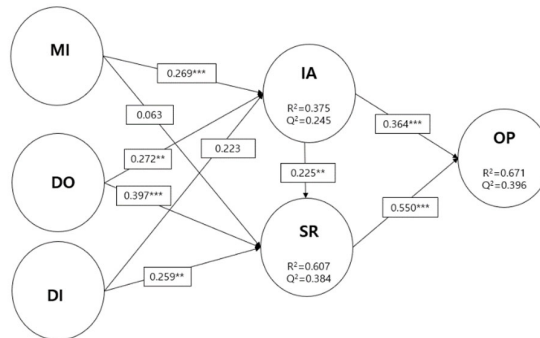 MI
0.269***
IA
R²=0.375
Q²=0.245
0.063
0.364***
OP
R²=0.671
Q²=0.396
0.272**
0.223
0.225**
DO
0.397***
SR
R²=0.607
Q²=0.384
0.550***
DI
0.259**